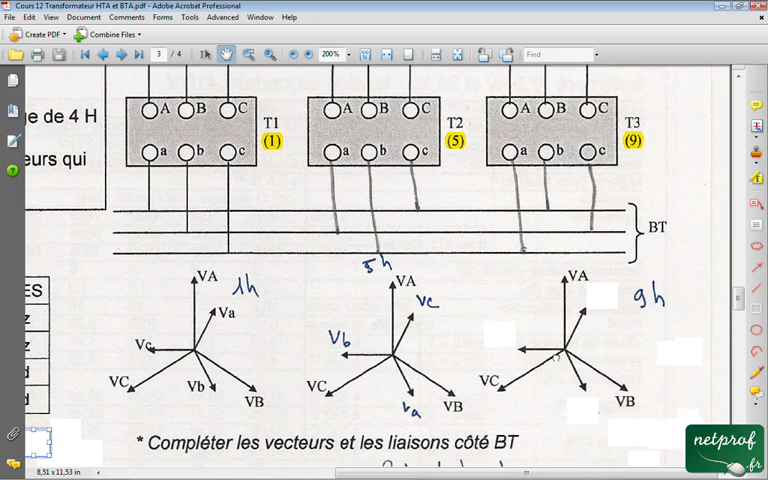 Cours 12 Transformateur HTA et BTA.pdf - Adobe Acrobat Professional
File Edit View Document Comments Forms Tools Advanced Window Help
Create PDF Combine Files
3 / 4 200% Find
ge de 4 H
eurs qui
A B C T1 (1)
a b c
A B C T2 (5)
a b c
A B C T3 (9)
a b c
BT
ES
z
z
d
d
1h
VA
Va
Vc
VC
Vb
VB
5h
VA
Vc
Vb
VC
Va
VB
9h
VA
VC
VB
* Compléter les vecteurs et les liaisons côté BT
8,51 x 11,53 in
netprof
.fr